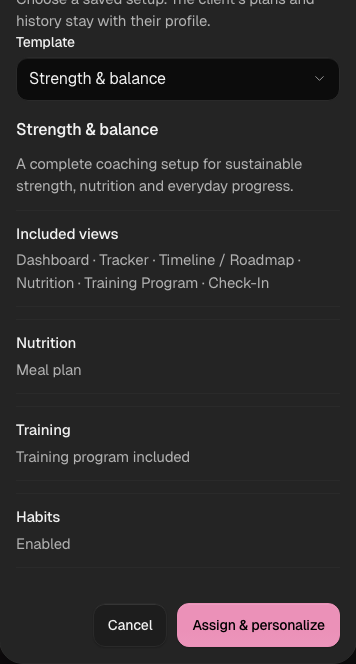 Choose a saved setup. The client's plans and
history stay with their profile.
Template
Strength & balance
Strength & balance
A complete coaching setup for sustainable
strength, nutrition and everyday progress.
Included views
Dashboard · Tracker · Timeline / Roadmap ·
Nutrition · Training Program · Check-In
Nutrition
Meal plan
Training
Training program included
Habits
Enabled
Cancel
Assign & personalize